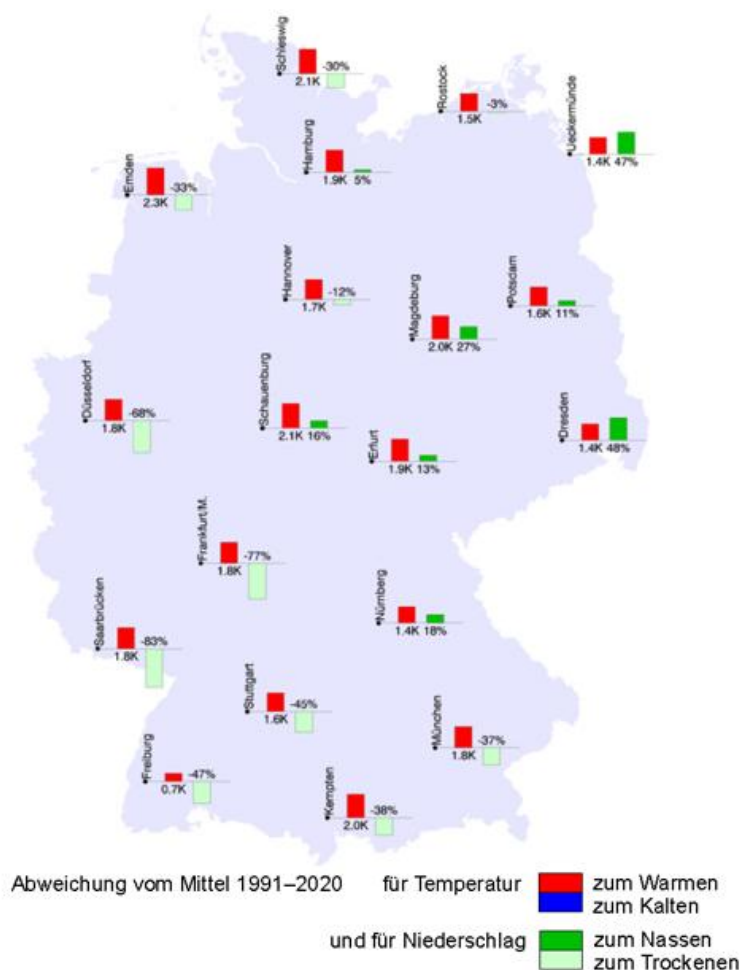 Schleswig
-30%
2.1K
Rostock
-3%
1.5K
Ueckermünde
1.4K 47%
Hamburg
1.9K 5%
Emden
-33%
2.3K
Hannover
-12%
1.7K
Potsdam
1.6K 11%
Magdeburg
2.0K 27%
Düsseldorf
-68%
1.8K
Schauenburg
2.1K 16%
Dresden
1.4K 48%
Erfurt
1.9K 13%
Frankfurt/M.
-77%
1.8K
Nürnberg
1.4K 18%
Saarbrücken
-83%
1.8K
Stuttgart
-45%
1.6K
München
-37%
1.8K
Freiburg
-47%
0.7K
Kempten
-38%
2.0K
Abweichung vom Mittel 1991–2020 für Temperatur zum Warmen
zum Kalten
und für Niederschlag zum Nassen
zum Trockenen